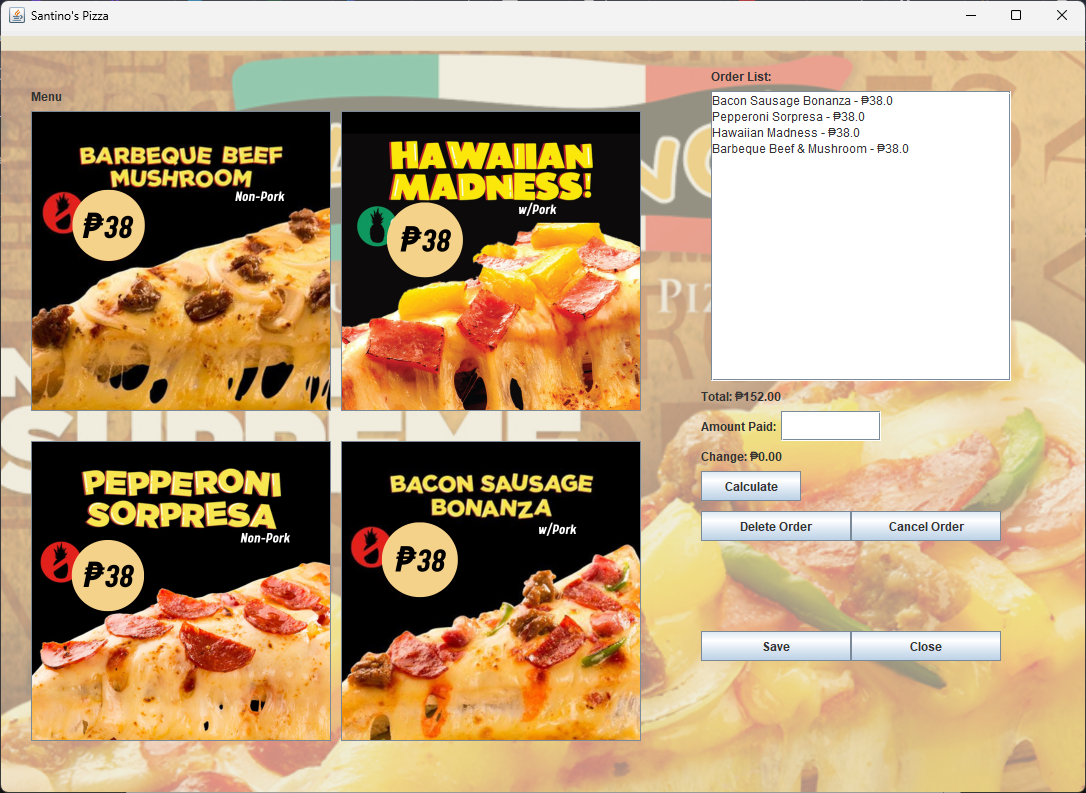 Santino's Pizza
Menu
BARBEQUE BEEF
MUSHROOM
Non-Pork
₱38
HAWAIIAN
MADNESS!
w/Pork
₱38
PEPPERONI
SORPRESA
Non-Pork
₱38
BACON SAUSAGE
BONANZA
w/Pork
₱38
Order List:
Bacon Sausage Bonanza - ₱38.0
Pepperoni Sorpresa - ₱38.0
Hawaiian Madness - ₱38.0
Barbeque Beef & Mushroom - ₱38.0
Total: ₱152.00
Amount Paid:
Change: ₱0.00
Calculate
Delete Order
Cancel Order
Save
Close